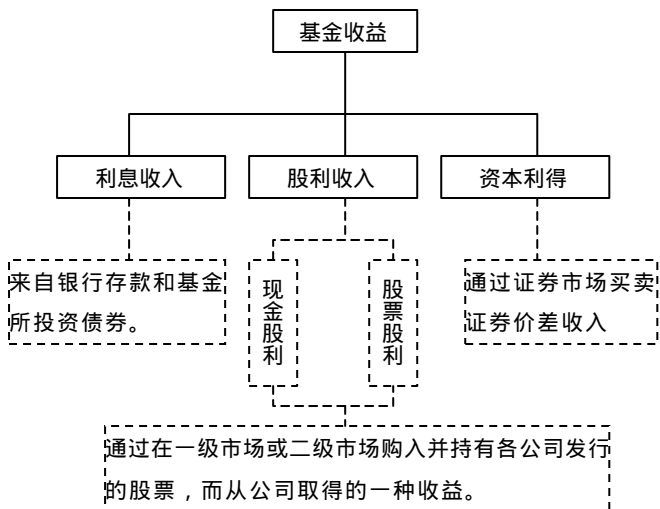 基金收益
利息收入
股利收入
资本利得
来自银行存款和基金
所投资债券。
现金股利
股票股利
通过证券市场买卖
证券价差收入
通过在一级市场或二级市场购入并持有各公司发行
的股票，而从公司取得的一种收益。